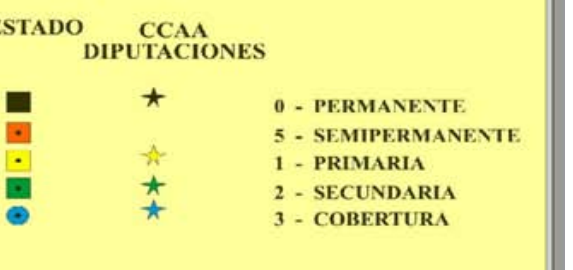 ESTADO CCAA
DIPUTACIONES
0 - PERMANENTE
5 - SEMIPERMANENTE
1 - PRIMARIA
2 - SECUNDARIA
3 - COBERTURA